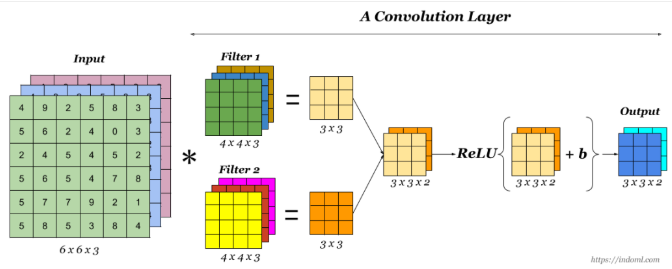 A Convolution Layer
Input
Filter 1
Output
4 9 2 5 8 3
5 6 2 4 0 3
2 4 5 4 5 2
5 6 5 4 7 8
5 7 7 9 2 1
5 8 5 3 8 4
6 x 6 x 3
*
4 x 4 x 3
=
3 x 3
Filter 2
4 x 4 x 3
=
3 x 3
3 x 3 x 2
ReLU { + b }
3 x 3 x 2
3 x 3 x 2
https://indoml.com